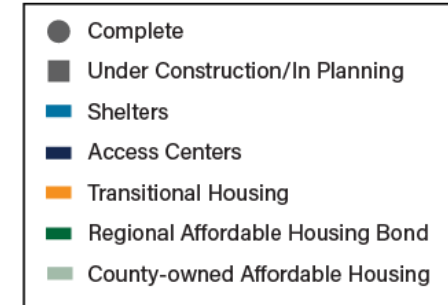 Complete
Under Construction/In Planning
Shelters
Access Centers
Transitional Housing
Regional Affordable Housing Bond
County-owned Affordable Housing